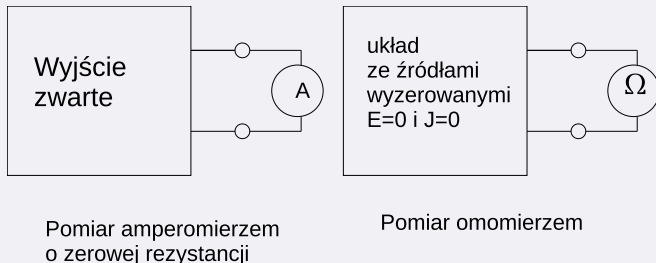 Wyjście
zwarte
A
układ
ze źródłami
wyzerowanymi
E=0 i J=0
Ω
Pomiar amperomierzem
o zerowej rezystancji
Pomiar omomierzem